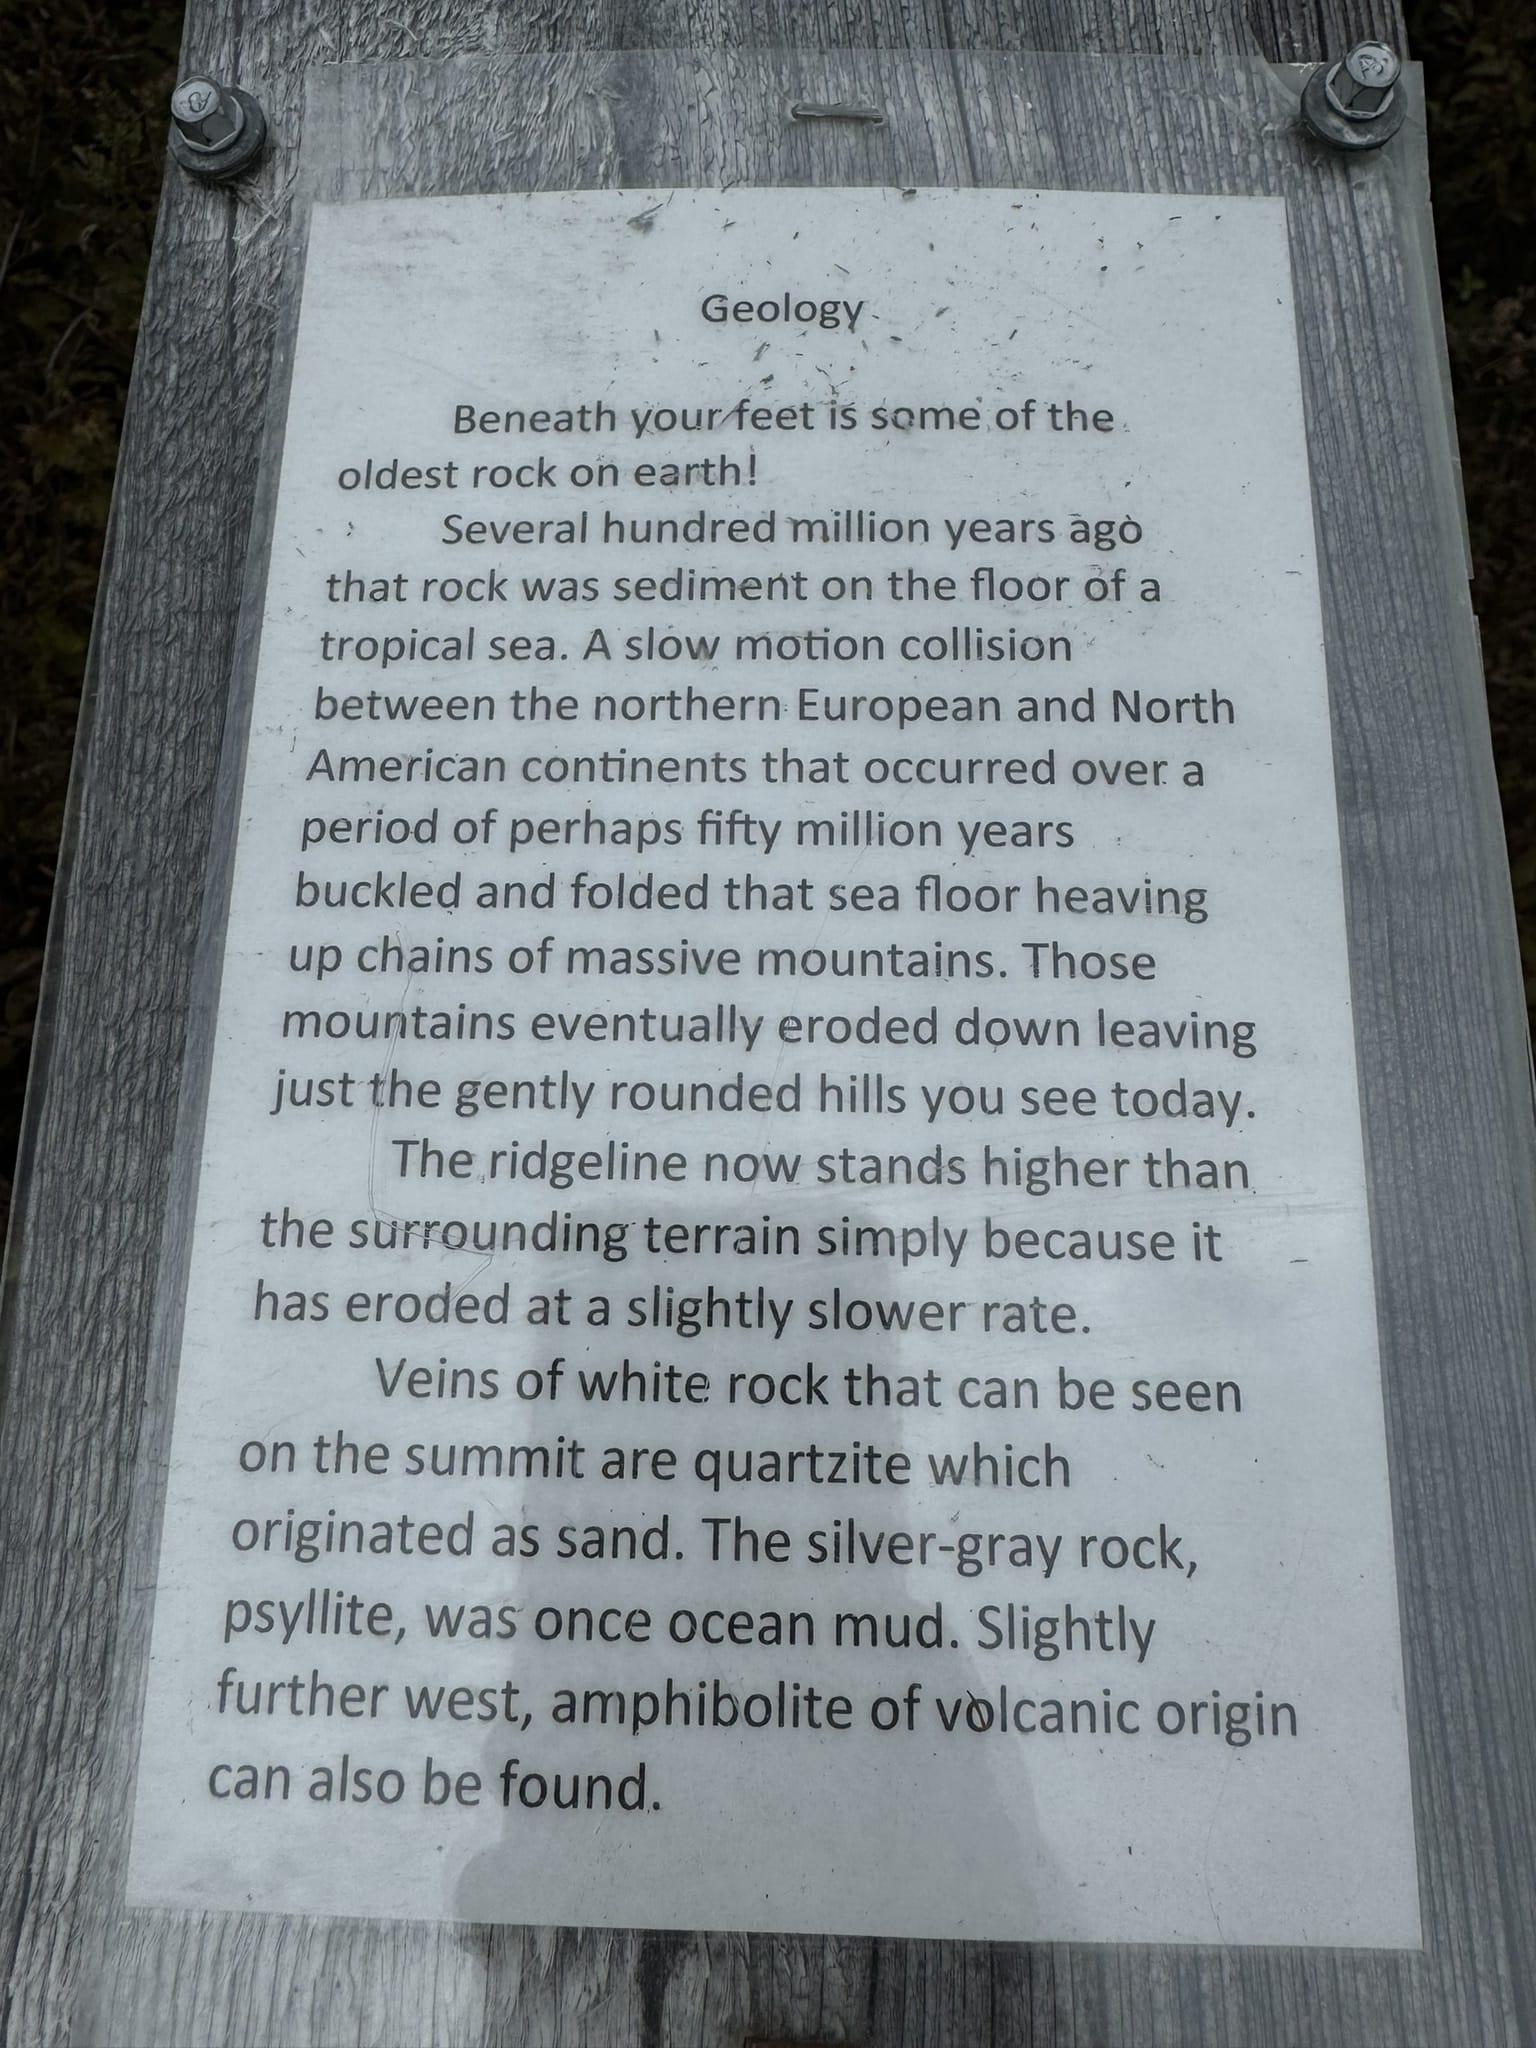 Geology
Beneath your feet is some of the
oldest rock on earth!
Several hundred million years ago
that rock was sediment on the floor of a
tropical sea. A slow motion collision
between the northern European and North
American continents that occurred over a
period of perhaps fifty million years
buckled and folded that sea floor heaving
up chains of massive mountains. Those
mountains eventually eroded down leaving
just the gently rounded hills you see today.
The ridgeline now stands higher than
the surrounding terrain simply because it
has eroded at a slightly slower rate.
Veins of white rock that can be seen
on the summit are quartzite which
originated as sand. The silver-gray rock,
psyllite, was once ocean mud. Slightly
further west, amphibolite of volcanic origin
can also be found.